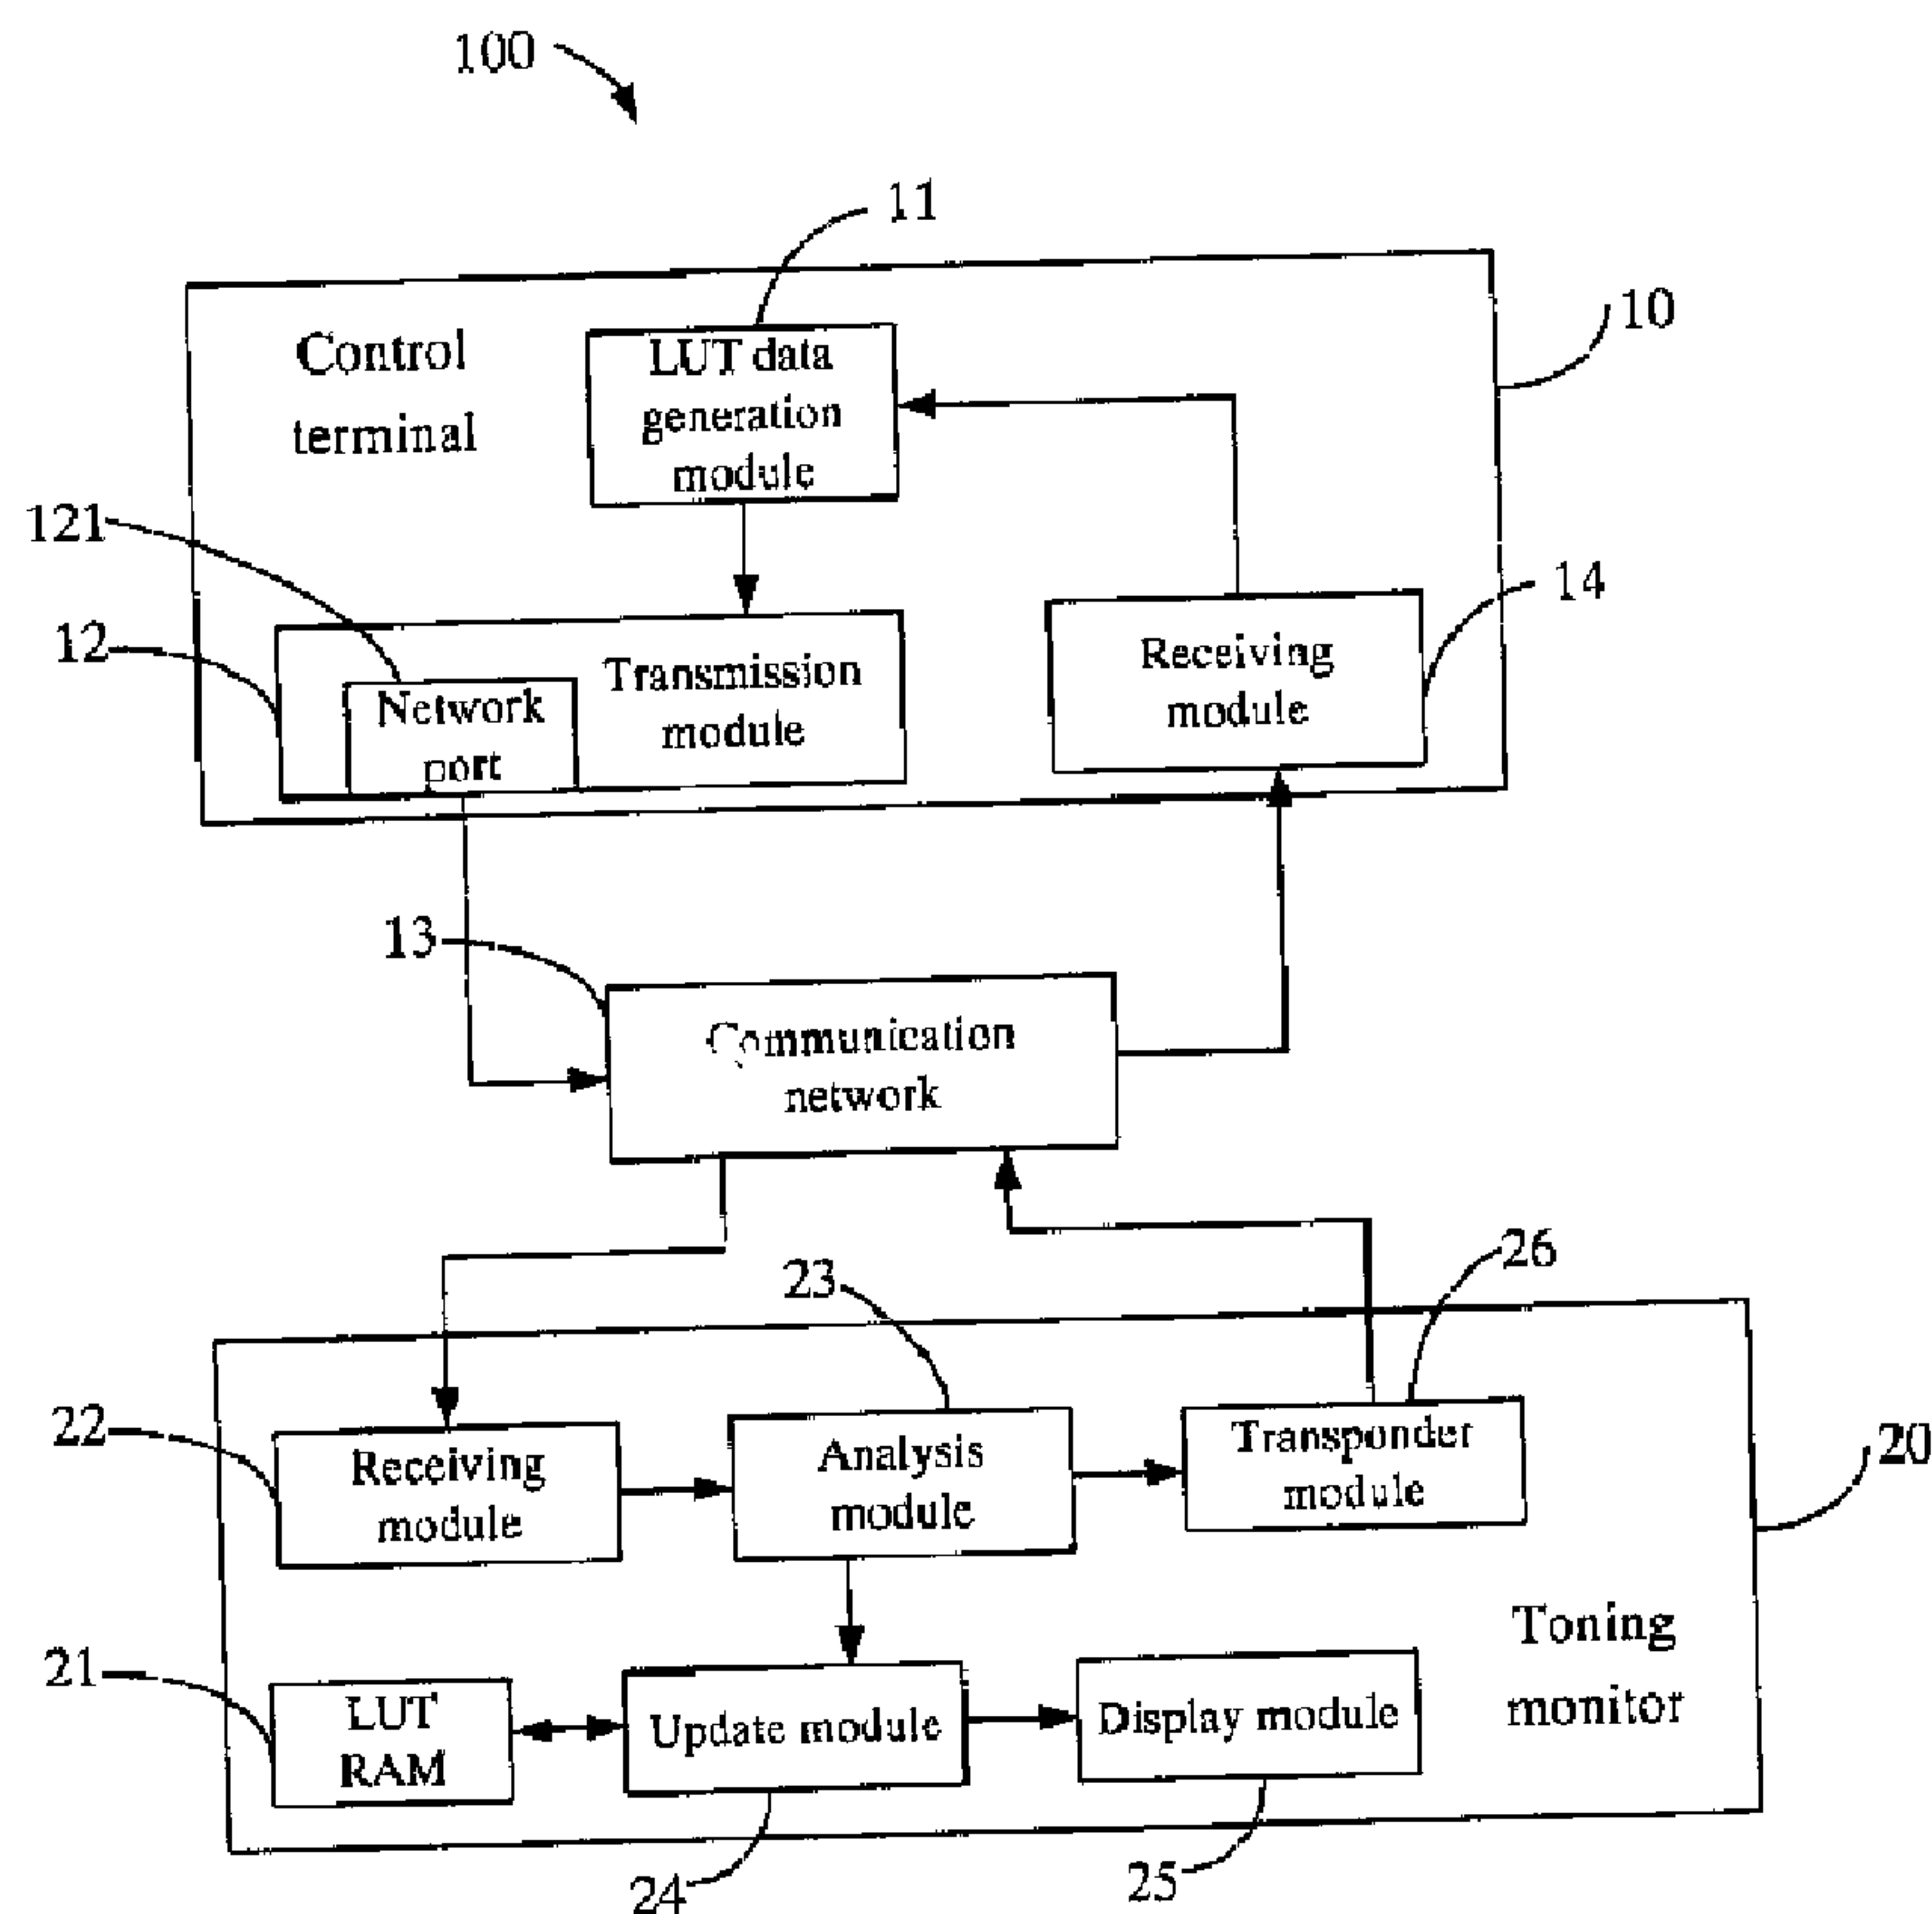 100
11
10
Control
terminal
LUT data
generation
module
121
14
12
Transmission
module
Network
port
Receiving
module
13
Communication
network
23
26
22
Receiving
module
Analysis
module
Transponder
module
20
Toning
monitor
21
LUT
RAM
Update module
Display module
24
25